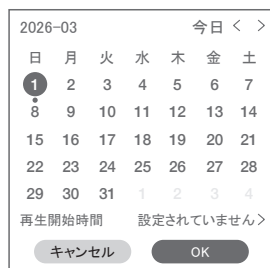 2026-03 今日 < >
日 月 火 水 木 金 土
1 2 3 4 5 6 7
8 9 10 11 12 13 14
15 16 17 18 19 20 21
22 23 24 25 26 27 28
29 30 31 1 2 3 4
再生開始時間 設定されていません>
キャンセル OK